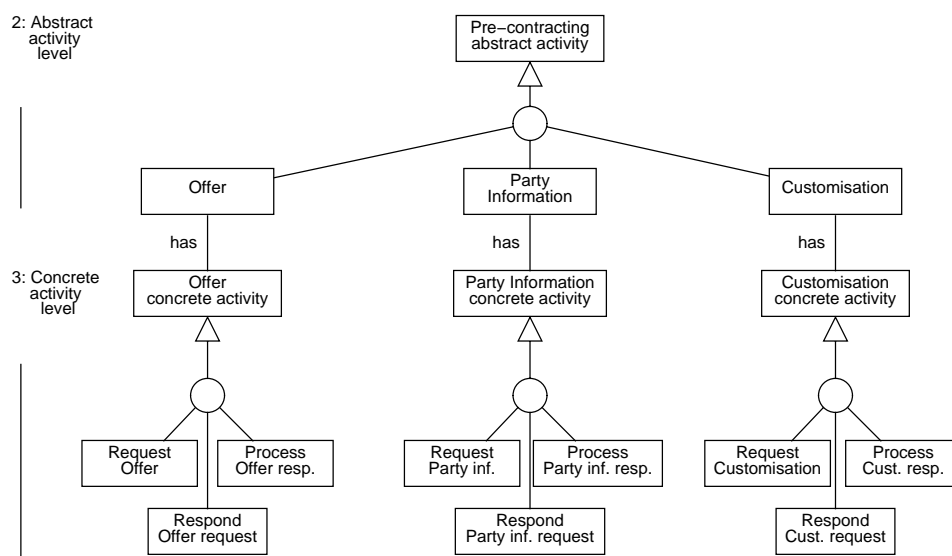 2: Abstract
activity
level
Pre−contracting
abstract activity
Offer
Party
Information
Customisation
has
has
has
3: Concrete
activity
level
Offer
concrete activity
Party Information
concrete activity
Customisation
concrete activity
Request
Offer
Process
Offer resp.
Request
Party inf.
Process
Party inf. resp.
Request
Customisation
Process
Cust. resp.
Respond
Offer request
Respond
Party inf. request
Respond
Cust. request